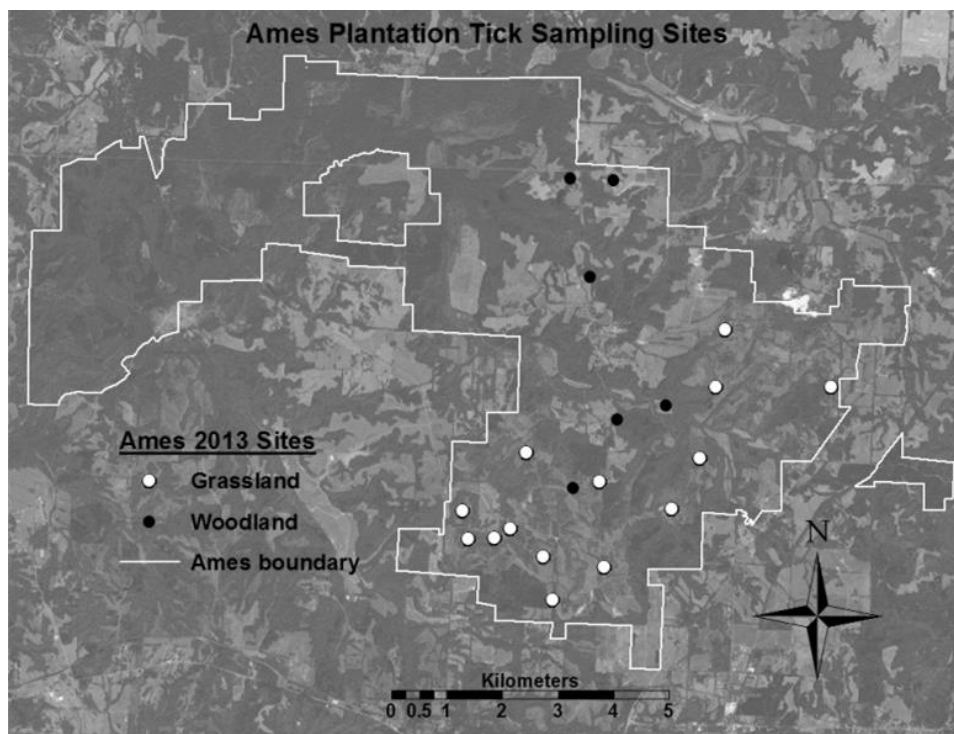 Ames Plantation Tick Sampling Sites
Ames 2013 Sites
Grassland
Woodland
Ames boundary
N
Kilometers
0 0.5 1 2 3 4 5